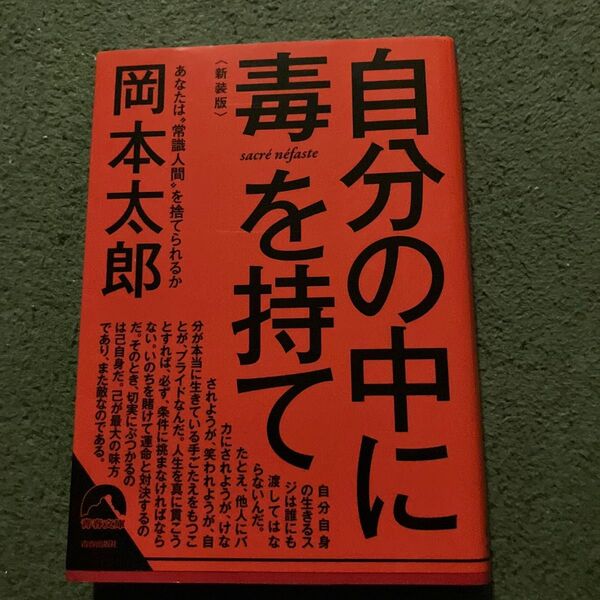 自分の中に
毒を持て
〈新装版〉
sacré néfaste
あなたは“常識人間”を捨てられるか
岡本太郎
自分自身
の生きるス
ジは誰にも
渡してはな
らないんだ。
たとえ、他人にバ
カにされようが、けな
されようが、笑われようが、自
分が本当に生きている手ごたえをもつこ
とが、プライドなんだ。人生を真に貫こう
とすれば、必ず、条件に挑まなければなら
ない。いのちを賭けて運命と対決するの
だ。そのとき、切実にぶつかるの
は己自身だ。己が最大の味方
であり、また敵なのである。
青春文庫
青春出版社